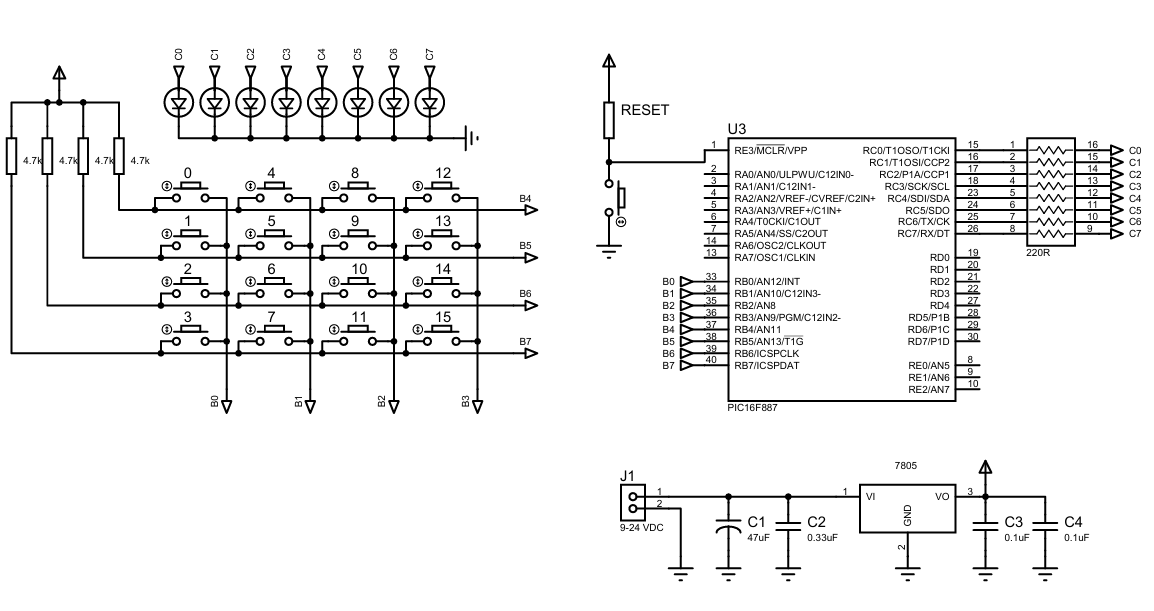 C0 C1 C2 C3 C4 C5 C6 C7
4.7k 4.7k 4.7k 4.7k
0 4 8 12
B4
1 5 9 13
B5
2 6 10 14
B6
3 7 11 15
B7
B0 B1 B2 B3
RESET
U3
1 RE3/MCLR/VPP
2 RA0/AN0/ULPWU/C12IN0-
3 RA1/AN1/C12IN1-
4 RA2/AN2/VREF-/CVREF/C2IN+
5 RA3/AN3/VREF+/C1IN+
6 RA4/T0CKI/C1OUT
7 RA5/AN4/SS/C2OUT
14 RA6/OSC2/CLKOUT
13 RA7/OSC1/CLKIN
B0 33 RB0/AN12/INT
B1 34 RB1/AN10/C12IN3-
B2 35 RB2/AN8
B3 36 RB3/AN9/PGM/C12IN2-
B4 37 RB4/AN11
B5 38 RB5/AN13/T1G
B6 39 RB6/ICSPCLK
B7 40 RB7/ICSPDAT
RC0/T1OSO/T1CKI 15 1 16 C0
RC1/T1OSI/CCP2 16 2 15 C1
RC2/P1A/CCP1 17 3 14 C2
RC3/SCK/SCL 18 4 13 C3
RC4/SDI/SDA 23 5 12 C4
RC5/SDO 24 6 11 C5
RC6/TX/CK 25 7 10 C6
RC7/RX/DT 26 8 9 C7
220R
RD0 19
RD1 20
RD2 21
RD3 22
RD4 27
RD5/P1B 28
RD6/P1C 29
RD7/P1D 30
RE0/AN5 8
RE1/AN6 9
RE2/AN7 10
PIC16F887
J1
1
2
9-24 VDC
C1
47uF
C2
0.33uF
7805
1 VI VO 3
GND
2
C3
0.1uF
C4
0.1uF